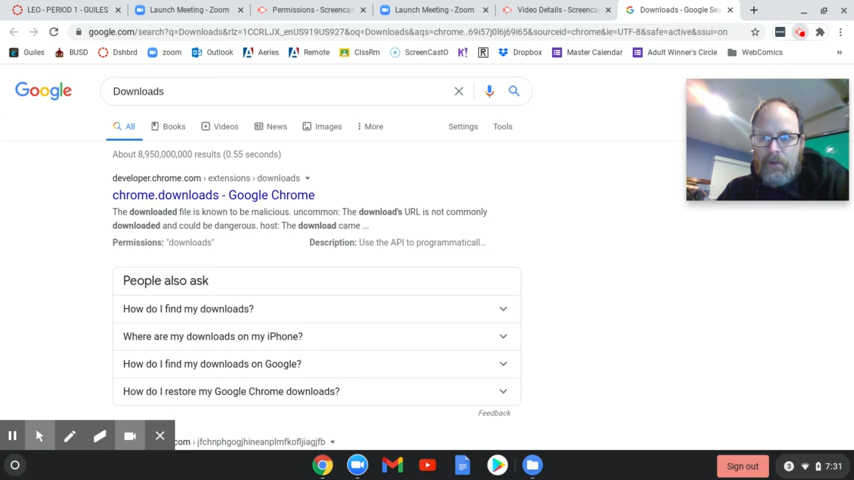 LEO - PERIOD 1 - GUILES
Launch Meeting - Zoom
Permissions - Screencas
Launch Meeting - Zoom
Video Details - Screencas
Downloads - Google Sea
google.com/search?q=Downloads&rlz=1CCRLJX_enUS919US927&oq=Downloads&aqs=chrome..69i57j0l6j69i65&sourceid=chrome&ie=UTF-8&safe=active&ssui=on
Guiles BUSD Dshbrd zoom Outlook Aeries Remote ClssRm ScreenCastO K! R Dropbox Master Calendar Adult Winner's Circle WebComics »
Google
Downloads
All Books Videos News Images More Settings Tools
About 8,950,000,000 results (0.55 seconds)
developer.chrome.com › extensions › downloads
chrome.downloads - Google Chrome
The downloaded file is known to be malicious. uncommon: The download's URL is not commonly
downloaded and could be dangerous. host: The download came ...
Permissions: "downloads" Description: Use the API to programmaticall...
People also ask
How do I find my downloads?
Where are my downloads on my iPhone?
How do I find my downloads on Google?
How do I restore my Google Chrome downloads?
Feedback
com › jfchnphgogjhineanplmfkofljiagjfb
Sign out 3 7:31